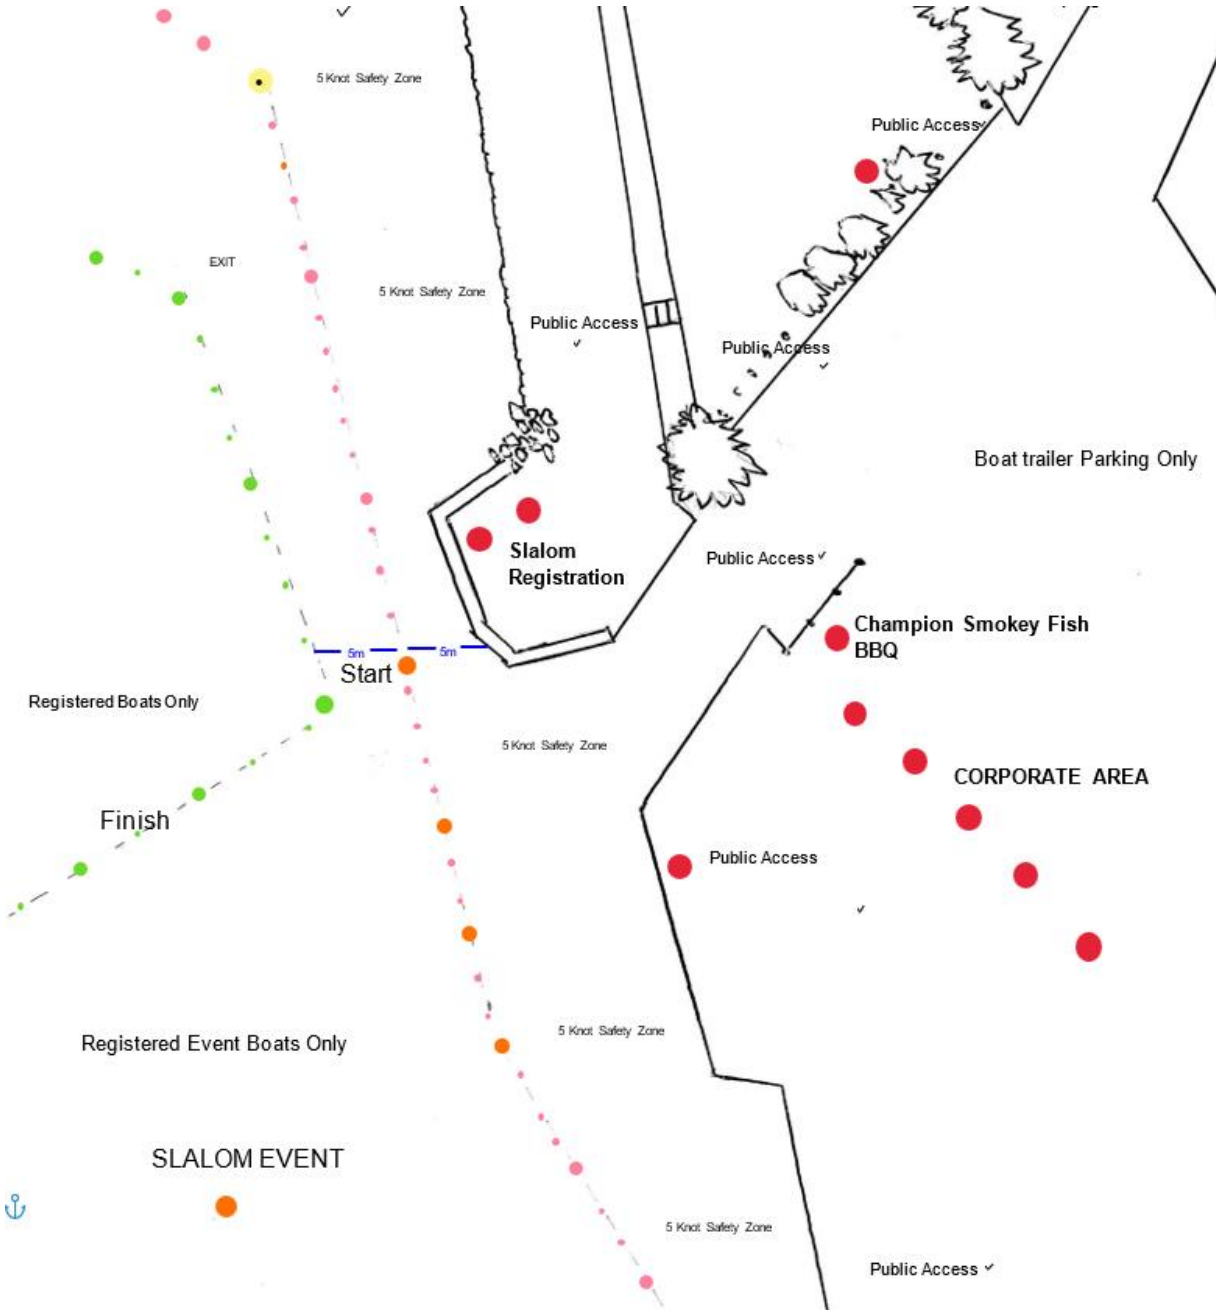 5 Knot Safety Zone
Public Access
EXIT
5 Knot Safety Zone
Public Access
Public Access
Boat trailer Parking Only
Slalom
Registration
Public Access
Champion Smokey Fish
BBQ
5m
5m
Start
Registered Boats Only
5 Knot Safety Zone
CORPORATE AREA
Finish
Public Access
5 Knot Safety Zone
Registered Event Boats Only
SLALOM EVENT
5 Knot Safety Zone
Public Access